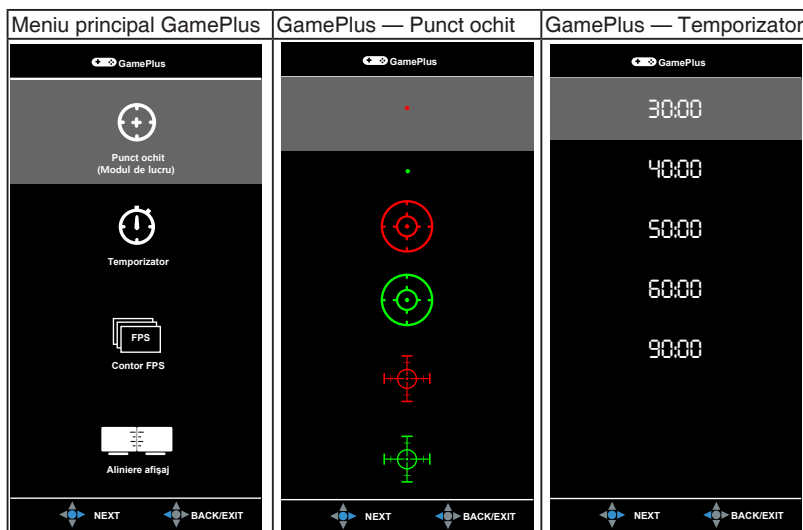 Meniu principal GamePlus
GamePlus
Punct ochit
(Modul de lucru)
Temporizator
FPS
Contor FPS
Aliniere afișaj
NEXT BACK/EXIT
GamePlus — Punct ochit
GamePlus
NEXT BACK/EXIT
GamePlus — Temporizator
GamePlus
30:00
40:00
50:00
60:00
90:00
NEXT BACK/EXIT